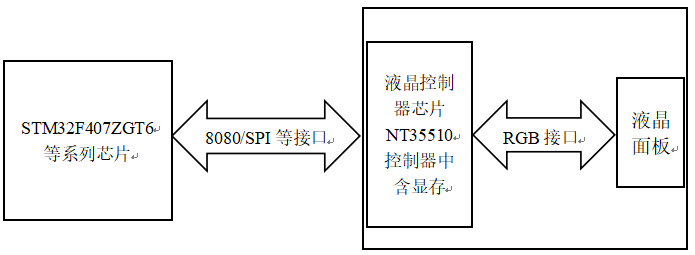 STM32F407ZGT6
等系列芯片
8080/SPI 等接口
液晶控制
器芯片
NT35510
控制器中
含显存
RGB 接口
液晶
面板